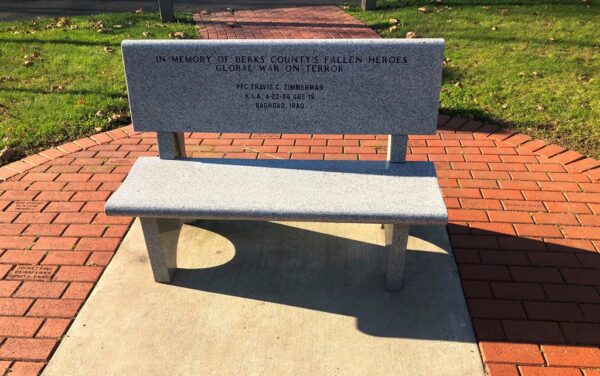 IN MEMORY OF BERKS COUNTY'S FALLEN HEROES
GLOBAL WAR ON TERROR
PFC TRAVIS C. ZIMMERMAN
K.I.A. 4-22-06 AGE 19
BAGHDAD, IRAQ